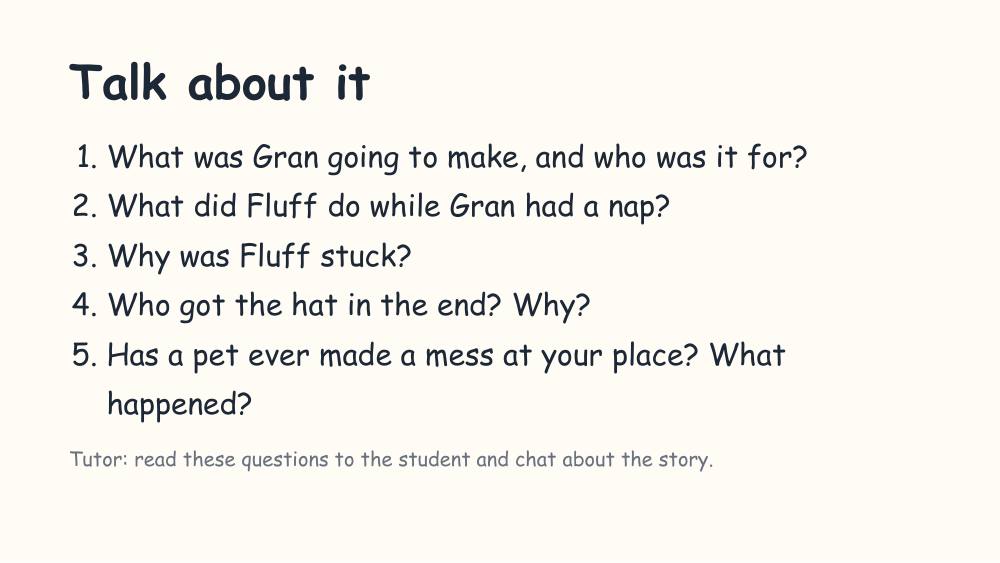 Talk about it
1. What was Gran going to make, and who was it for?
2. What did Fluff do while Gran had a nap?
3. Why was Fluff stuck?
4. Who got the hat in the end? Why?
5. Has a pet ever made a mess at your place? What
happened?
Tutor: read these questions to the student and chat about the story.